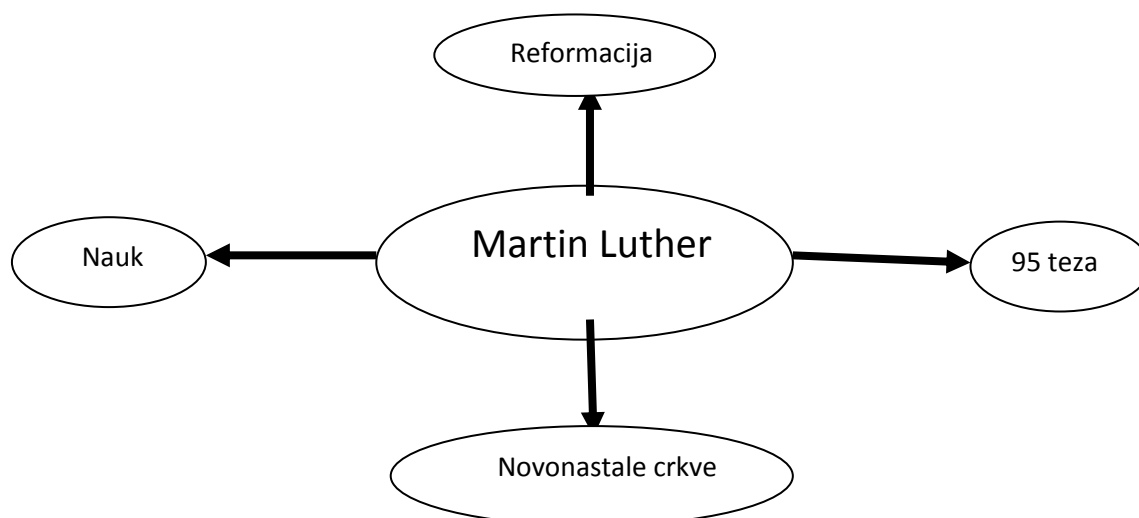 Reformacija
Martin Luther
Nauk
95 teza
Novonastale crkve